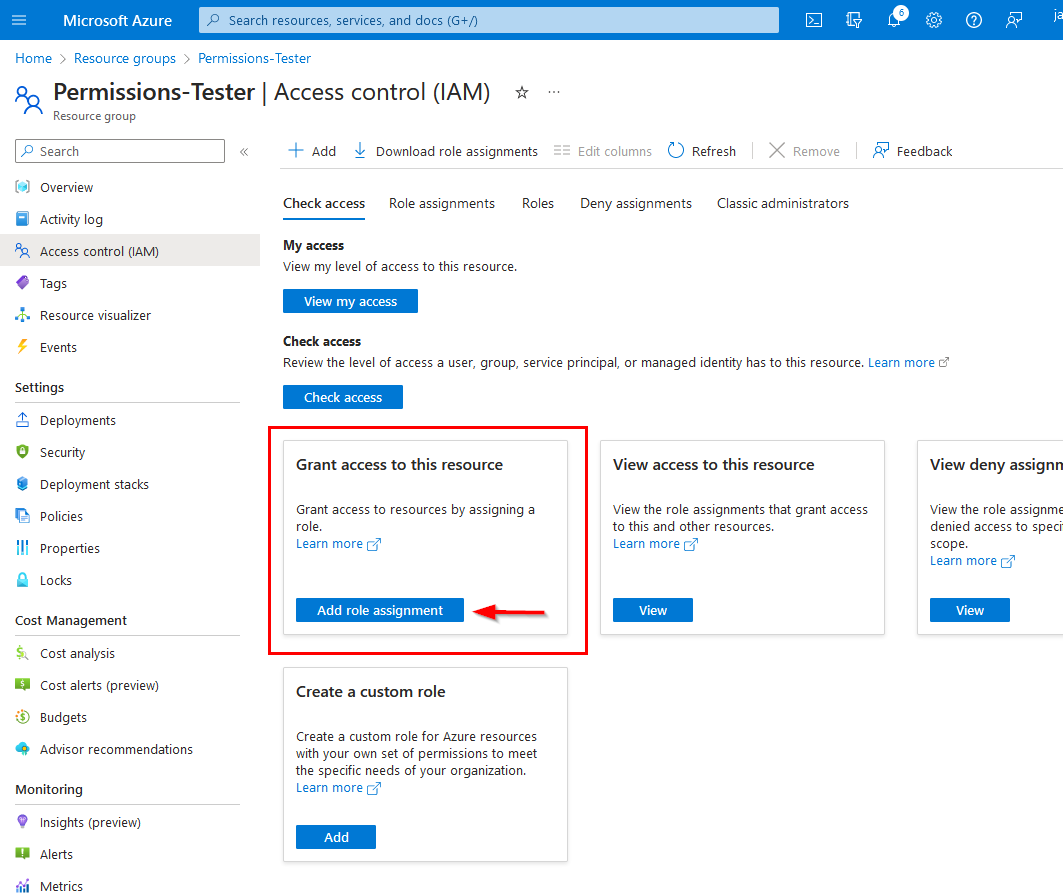 Microsoft Azure
Search resources, services, and docs (G+/)
6
ja
Home > Resource groups > Permissions-Tester
Permissions-Tester | Access control (IAM)
...
Resource group
Search
«
Add
Download role assignments
Edit columns
Refresh
Remove
Feedback
Overview
Activity log
Access control (IAM)
Tags
Resource visualizer
Events
Settings
Deployments
Security
Deployment stacks
Policies
Properties
Locks
Cost Management
Cost analysis
Cost alerts (preview)
Budgets
Advisor recommendations
Monitoring
Insights (preview)
Alerts
Metrics
Check access
Role assignments
Roles
Deny assignments
Classic administrators
My access
View my level of access to this resource.
View my access
Check access
Review the level of access a user, group, service principal, or managed identity has to this resource. Learn more
Check access
Grant access to this resource
Grant access to resources by assigning a
role.
Learn more
Add role assignment
View access to this resource
View the role assignments that grant access
to this and other resources.
Learn more
View
View deny assignm
View the role assignme
denied access to speci
scope.
Learn more
View
Create a custom role
Create a custom role for Azure resources
with your own set of permissions to meet
the specific needs of your organization.
Learn more
Add